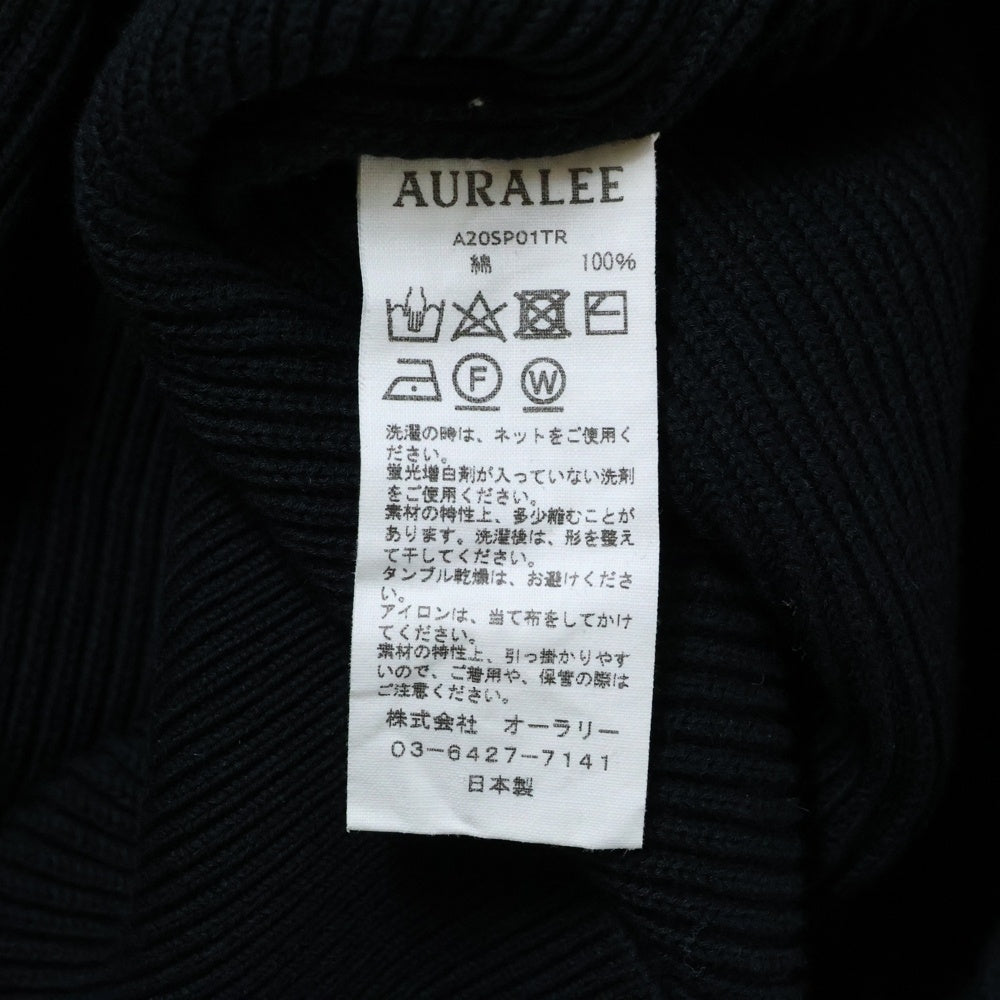 AURALEE
A20SP01TR
綿 100%
F W
洗濯の時は、ネットをご使用く
ださい。
蛍光増白剤が入っていない洗剤
をご使用ください。
素材の特性上、多少縮むことが
あります。洗濯後は、形を整え
て干してください。
タンブル乾燥は、お避けくださ
い。
アイロンは、当て布をしてかけ
てください。
素材の特性上、引っ掛かりやす
いので、ご着用や、保管の際は
ご注意ください。
株式会社 オーラリー
03-6427-7141
日本製